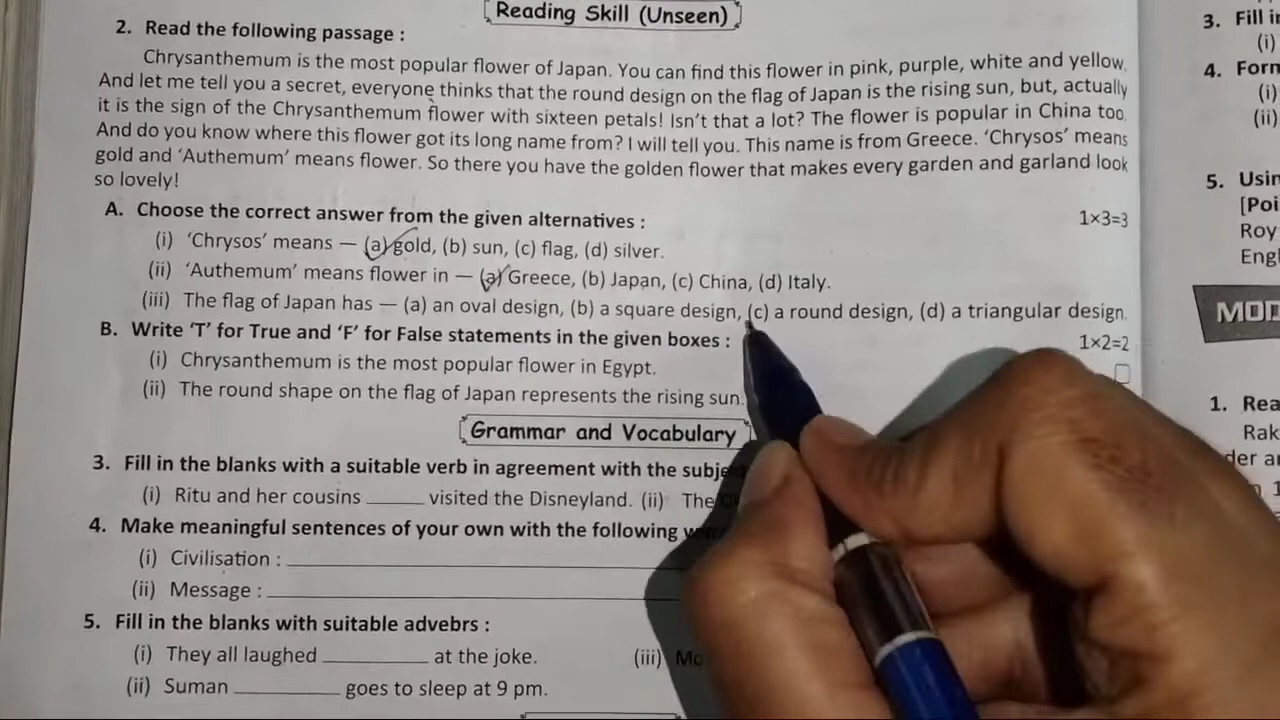 Reading Skill (Unseen)
2. Read the following passage :
Chrysanthemum is the most popular flower of Japan. You can find this flower in pink, purple, white and yellow.
And let me tell you a secret, everyone thinks that the round design on the flag of Japan is the rising sun, but, actually
it is the sign of the Chrysanthemum flower with sixteen petals! Isn't that a lot? The flower is popular in China too.
And do you know where this flower got its long name from? I will tell you. This name is from Greece. 'Chrysos' means
gold and 'Authemum' means flower. So there you have the golden flower that makes every garden and garland look
so lovely!
A. Choose the correct answer from the given alternatives : 1×3=3
(i) 'Chrysos' means — (a) gold, (b) sun, (c) flag, (d) silver.
(ii) 'Authemum' means flower in — (a) Greece, (b) Japan, (c) China, (d) Italy.
(iii) The flag of Japan has — (a) an oval design, (b) a square design, (c) a round design, (d) a triangular design.
B. Write 'T' for True and 'F' for False statements in the given boxes : 1×2=2
(i) Chrysanthemum is the most popular flower in Egypt.
(ii) The round shape on the flag of Japan represents the rising sun.
Grammar and Vocabulary
3. Fill in the blanks with a suitable verb in agreement with the
(i) Ritu and her cousins ______ visited the Disneyland. (ii) The
4. Make meaningful sentences of your own with the following
(i) Civilisation :
(ii) Message :
5. Fill in the blanks with suitable advebrs :
(i) They all laughed ______ at the joke. (iii)
(ii) Suman ______ goes to sleep at 9 pm.
3. Fill
(i)
4.
(i)
(ii)
5.
Roy
1.